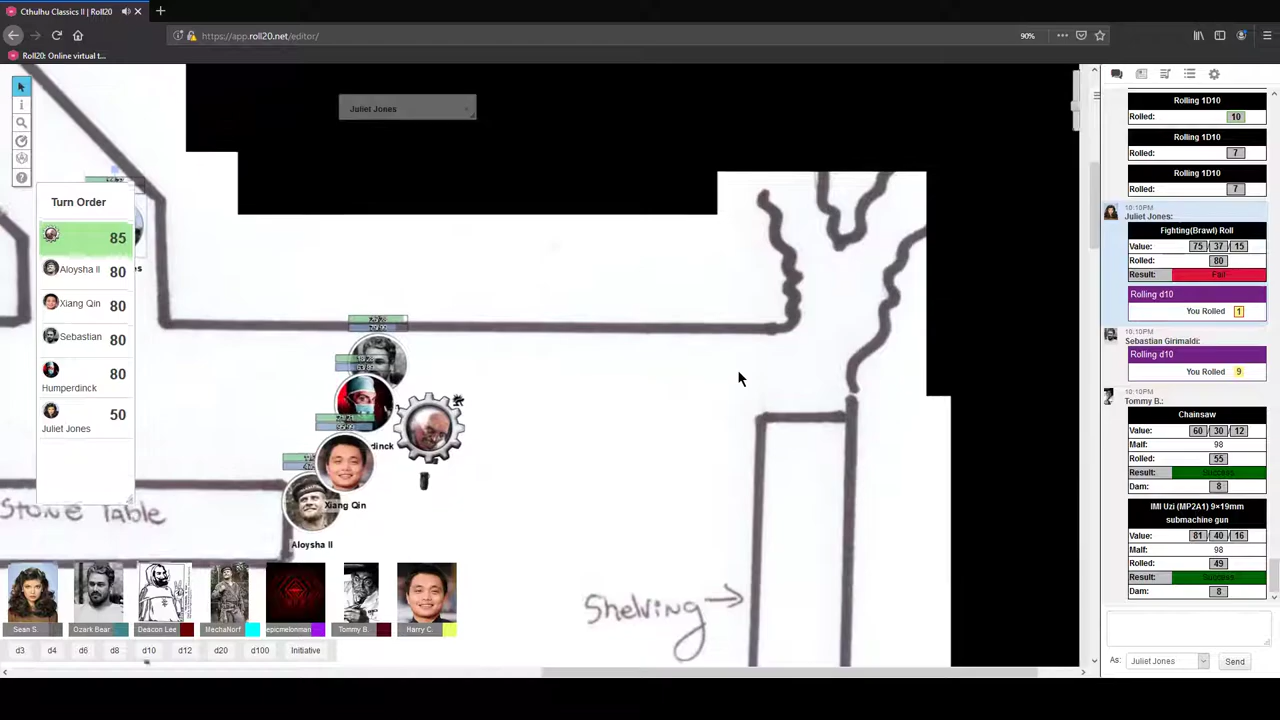 Cthulhu Classics II | Roll20
https://app.roll20.net/editor/
90%
Roll20: Online virtual t...
Juliet Jones
Turn Order
85
Aloysha II 80
Xiang Qin 80
Sebastian 80
Humperdinck 80
Juliet Jones 50
Xiang Qin
Aloysha II
Stone Table
Shelving
Sean S.
Ozark Bear
Deacon Lee
MechaNorf
epicmelonman
Tommy B.
Harry C.
d3 d4 d6 d8 d10 d12 d20 d100 Initiative
Rolling 1D10
Rolled: 10
Rolling 1D10
Rolled: 7
Rolling 1D10
Rolled: 7
10:10PM
Juliet Jones:
Fighting(Brawl) Roll
Value: 75 37 15
Rolled: 80
Result: Fail
Rolling d10
You Rolled 1
10:10PM
Sebastian Girimaldi:
Rolling d10
You Rolled 9
10:10PM
Tommy B.:
Chainsaw
Value: 60 30 12
Malf: 98
Rolled: 55
Result: Success
Dam: 8
IMI Uzi (MP2A1) 9×19mm
submachine gun
Value: 81 40 16
Malf: 98
Rolled: 49
Result: Success
Dam: 8
As: Juliet Jones Send